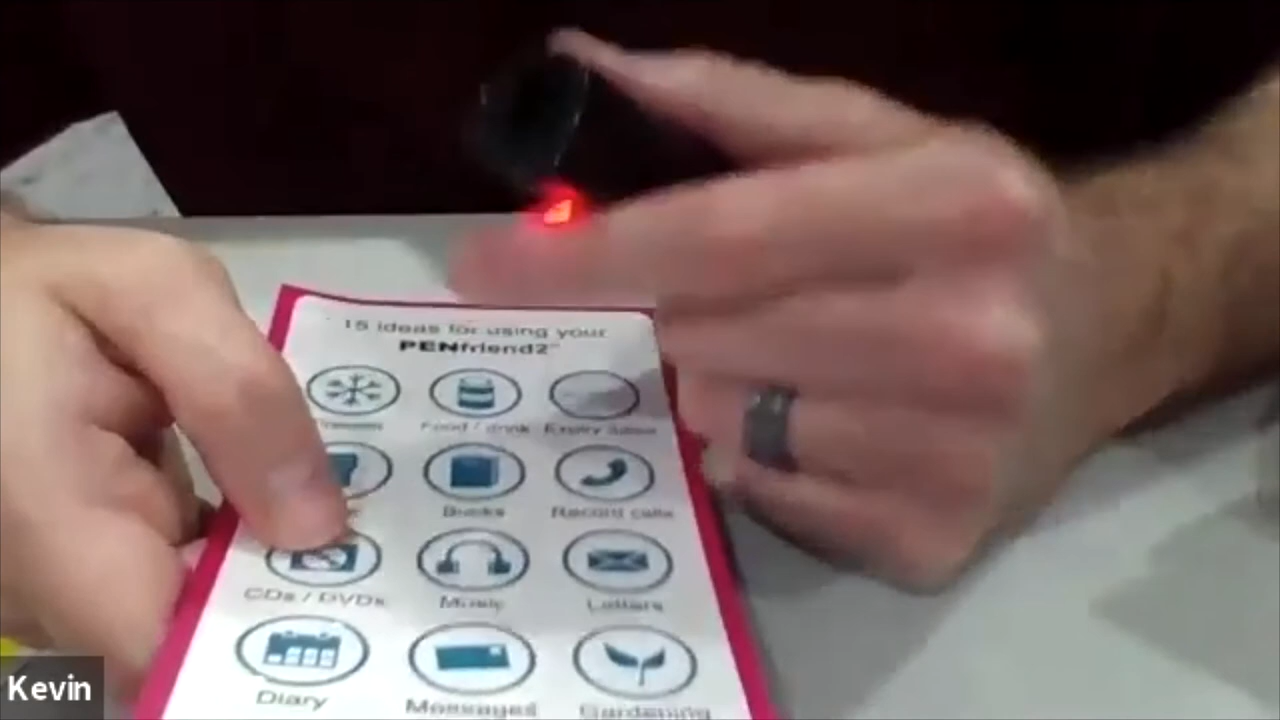 15 ideas for using your
PENfriend2™
Food / drink Expiry dates
Books Record calls
CDs / DVDs Music Letters
Diary Messages Gardening
Kevin